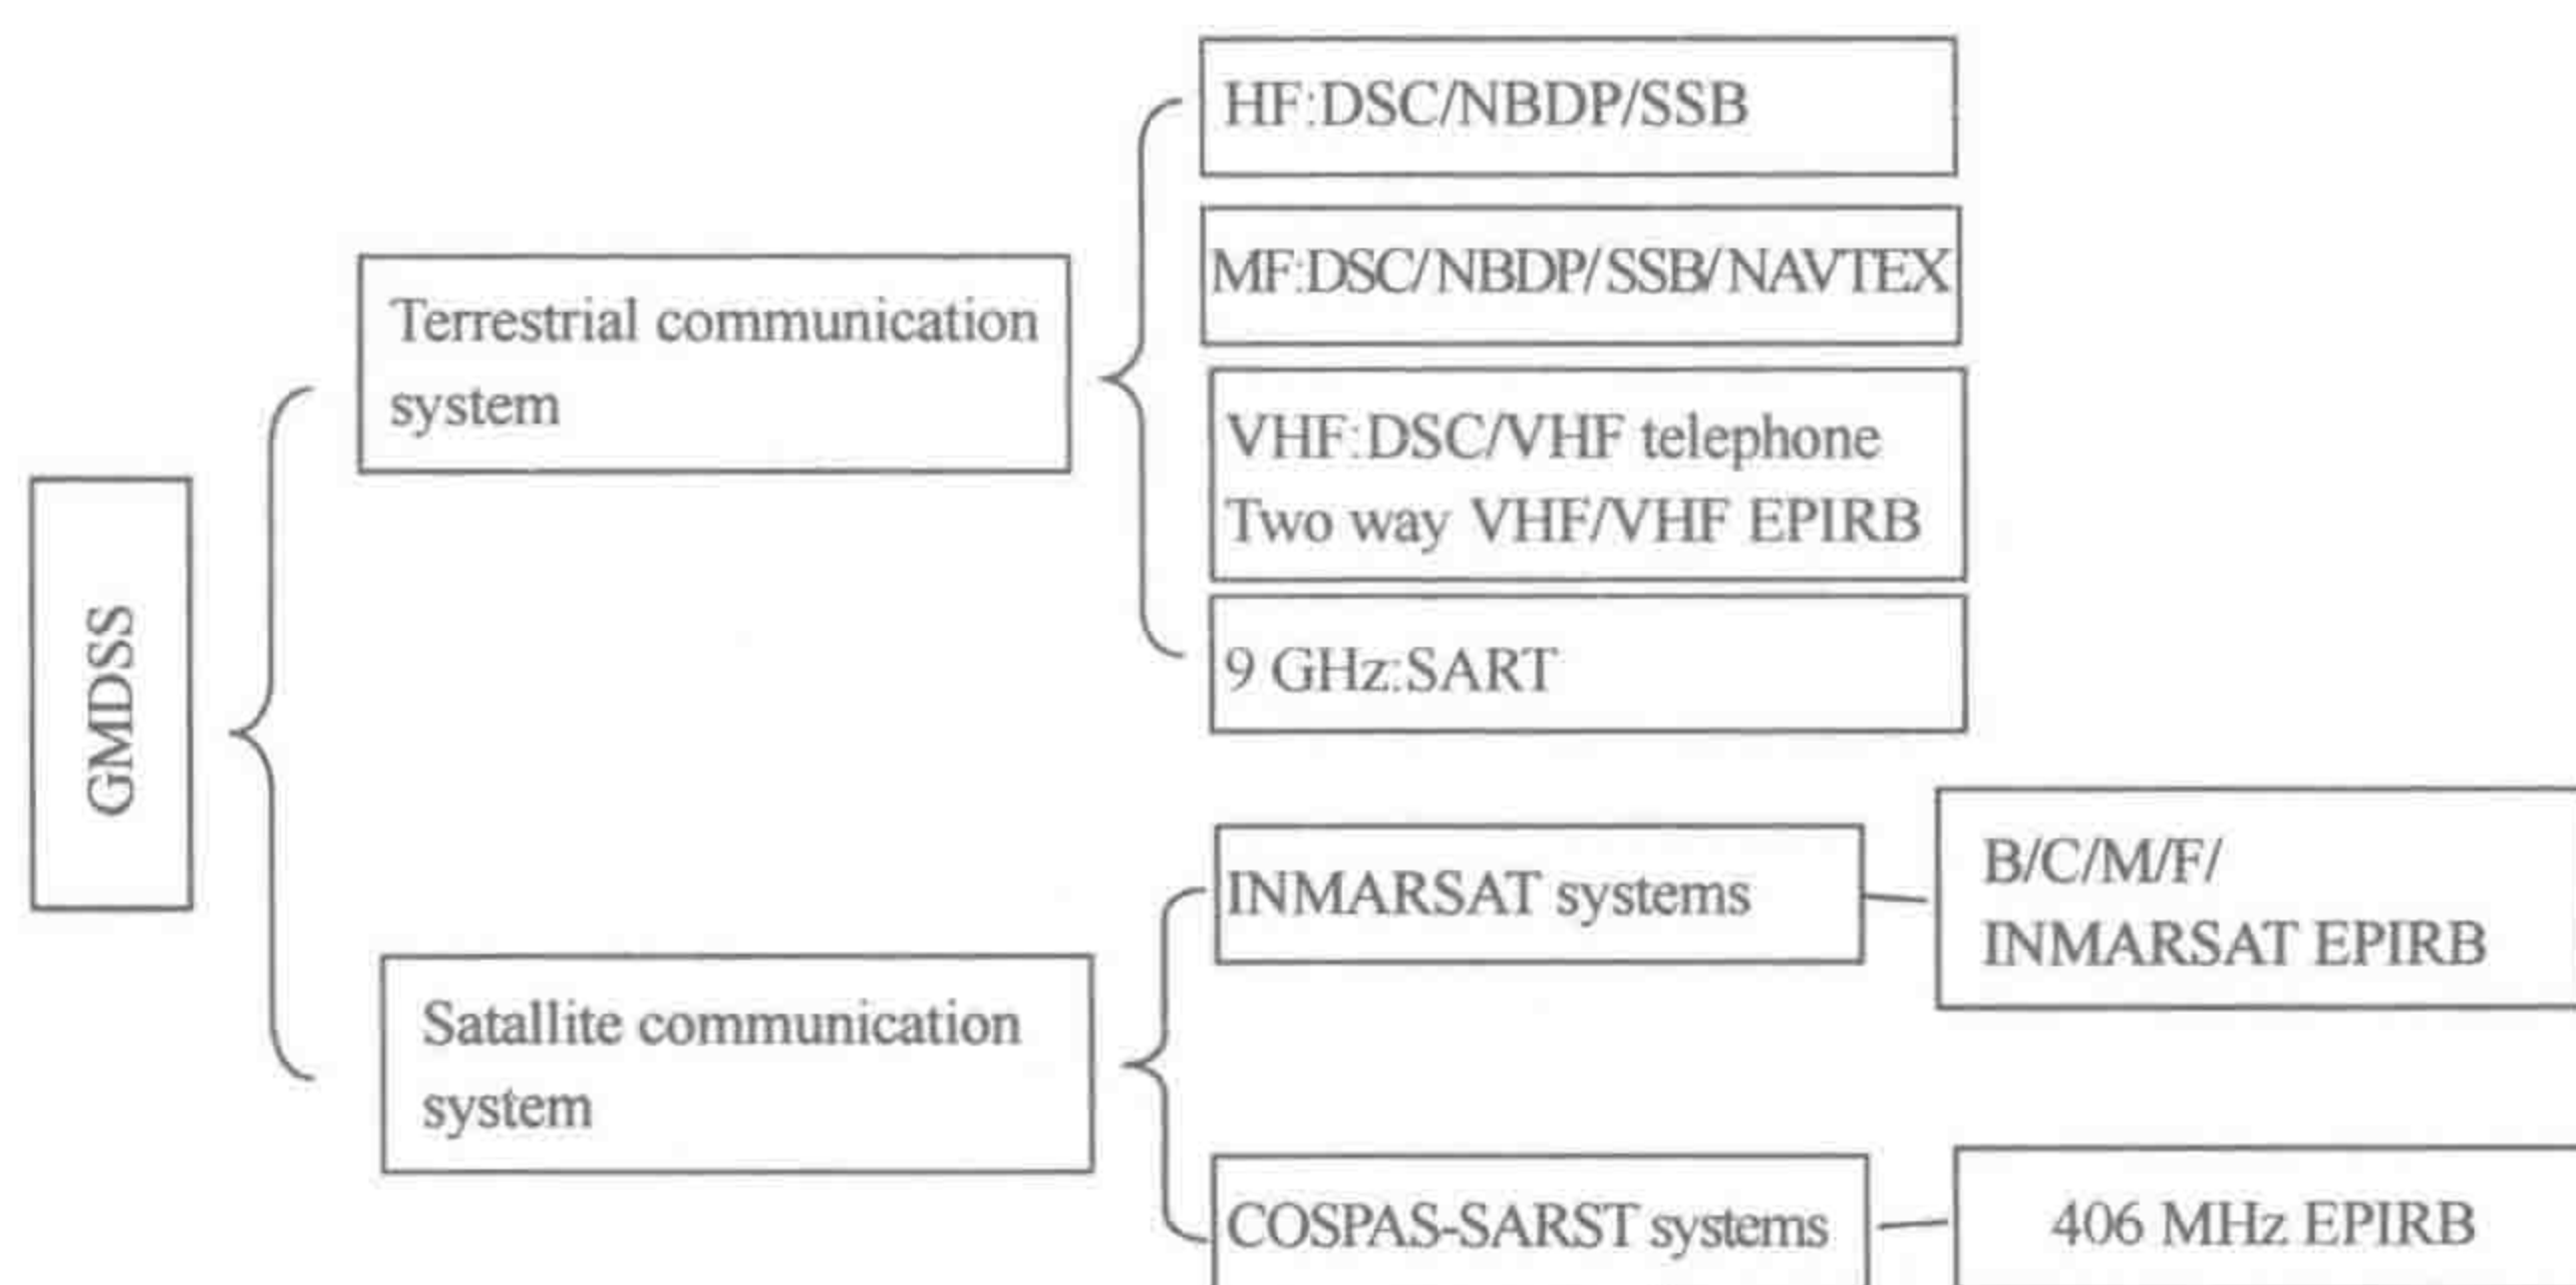 HF:DSC/NBDP/SSB
MF:DSC/NBDP/SSB/NAVTEX
Terrestrial communication
system
VHF:DSC/VHF telephone
Two way VHF/VHF EPIRB
GMDSS
9 GHz:SART
INMARSAT systems
B/C/M/F/
INMARSAT EPIRB
Satallite communication
system
COSPAS-SARST systems
406 MHz EPIRB